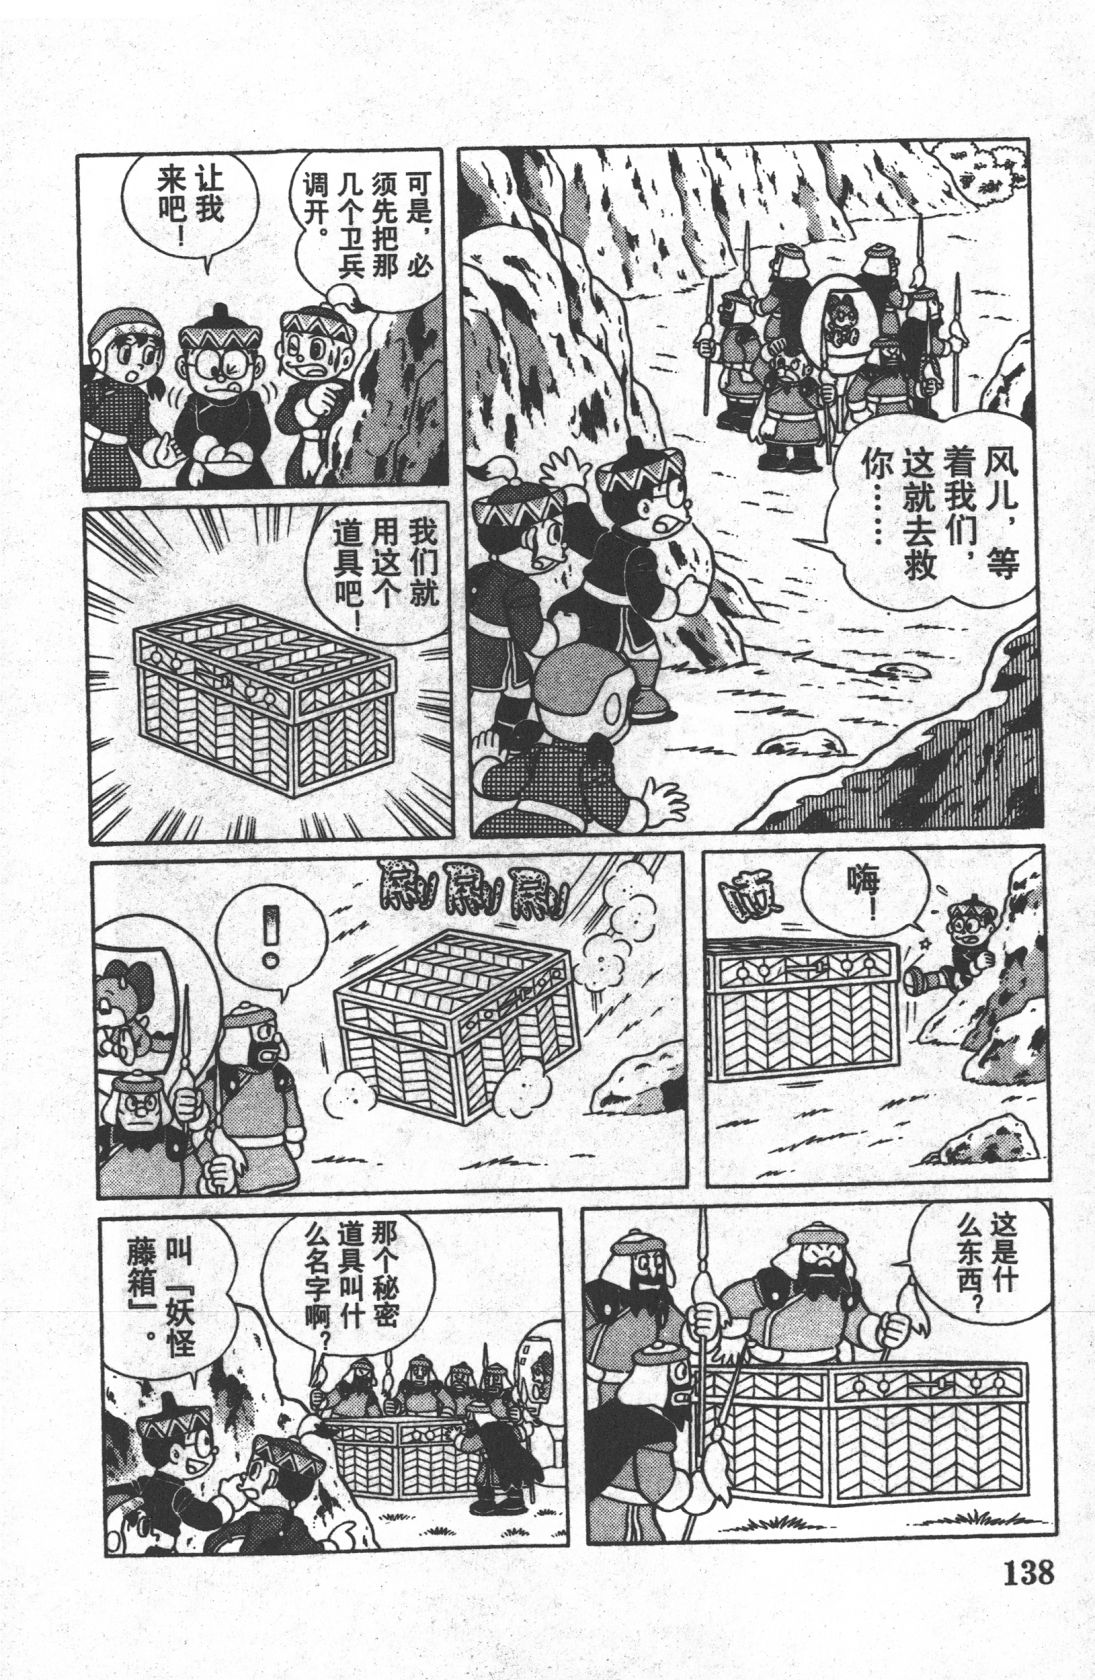 风儿，等
着我们，
这就去救
你……
可是，必
须先把那
几个卫兵
调开。
让我
来吧！
我们就
用这个
道具吧！
嗨！
！
这是什
么东西？
那个秘密
道具叫什
么名字啊？
叫『妖怪
藤箱』。
138